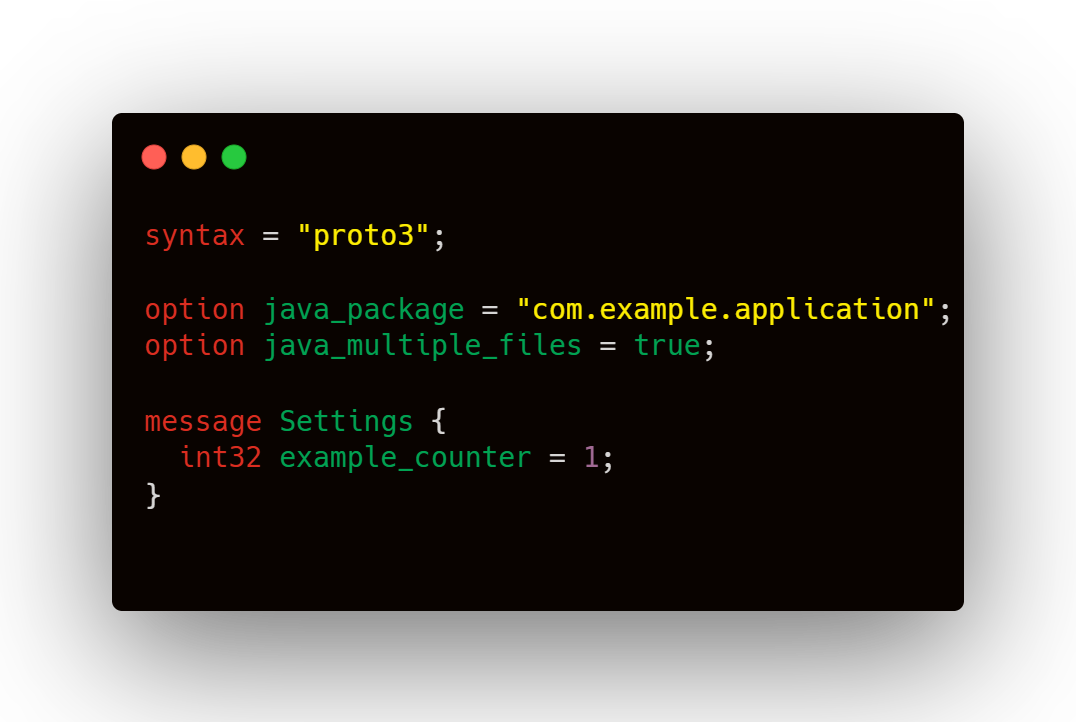 syntax = "proto3";
option java_package = "com.example.application";
option java_multiple_files = true;
message Settings {
  int32 example_counter = 1;
}